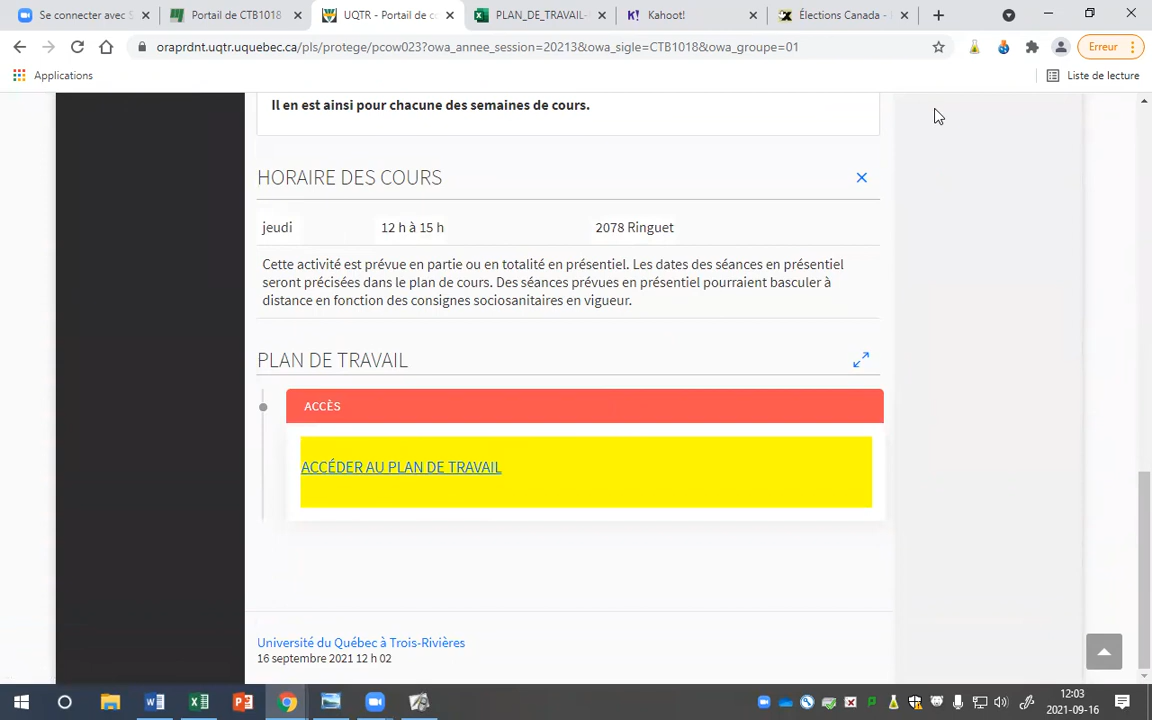 Se connecter avec S
Portail de CTB1018
UQTR - Portail de co
PLAN_DE_TRAVAIL-
Kahoot!
Élections Canada -
oraprdnt.uqtr.uquebec.ca/pls/protege/pcow023?owa_annee_session=20213&owa_sigle=CTB1018&owa_groupe=01
Erreur
Applications
Liste de lecture
Il en est ainsi pour chacune des semaines de cours.
HORAIRE DES COURS
jeudi 12 h à 15 h 2078 Ringuet
Cette activité est prévue en partie ou en totalité en présentiel. Les dates des séances en présentiel
seront précisées dans le plan de cours. Des séances prévues en présentiel pourraient basculer à
distance en fonction des consignes sociosanitaires en vigueur.
PLAN DE TRAVAIL
ACCÈS
ACCÉDER AU PLAN DE TRAVAIL
Université du Québec à Trois-Rivières
16 septembre 2021 12 h 02
12:03
2021-09-16